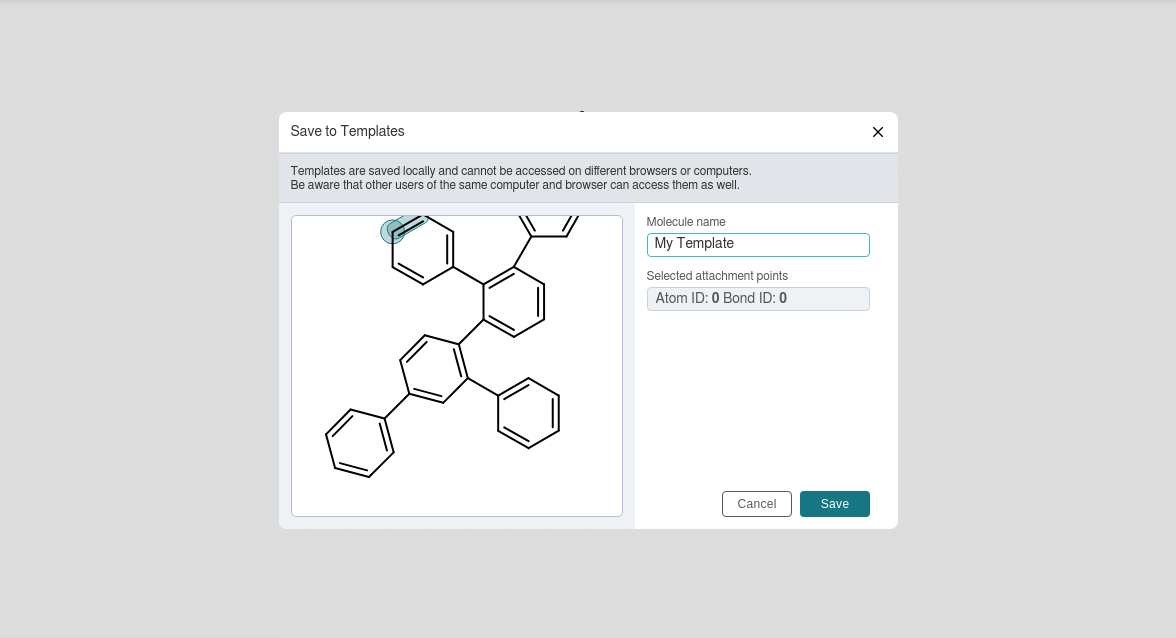 Save to Templates
Templates are saved locally and cannot be accessed on different browsers or computers.
Be aware that other users of the same computer and browser can access them as well.
Molecule name
My Template
Selected attachment points
Atom ID: 0 Bond ID: 0
Cancel
Save